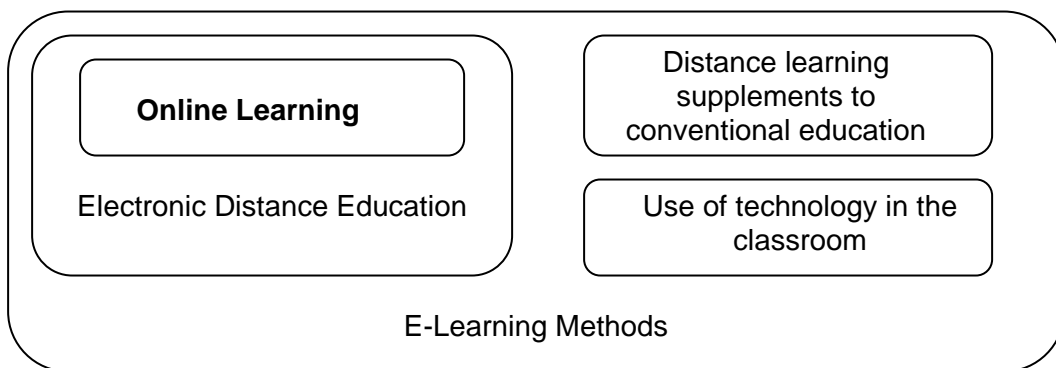 Online Learning
Electronic Distance Education
Distance learning
supplements to
conventional education
Use of technology in the
classroom
E-Learning Methods